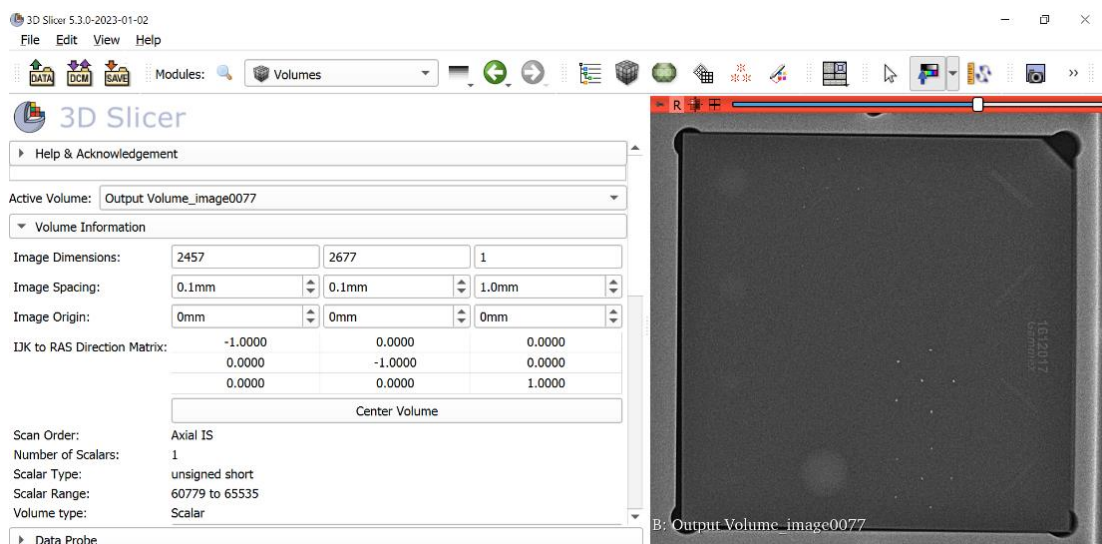 3D Slicer 5.3.0-2023-01-02
File Edit View Help
DATA DCM SAVE Modules: Volumes
R
3D Slicer
Help & Acknowledgement
Active Volume: Output Volume_image0077
Volume Information
Image Dimensions: 2457 2677 1
Image Spacing: 0.1mm 0.1mm 1.0mm
Image Origin: 0mm 0mm 0mm
IJK to RAS Direction Matrix: -1.0000 0.0000 0.0000
0.0000 -1.0000 0.0000
0.0000 0.0000 1.0000
Center Volume
Scan Order: Axial IS
Number of Scalars: 1
Scalar Type: unsigned short
Scalar Range: 60779 to 65535
Volume type: Scalar
Data Probe
1612017
B: Output Volume_image0077